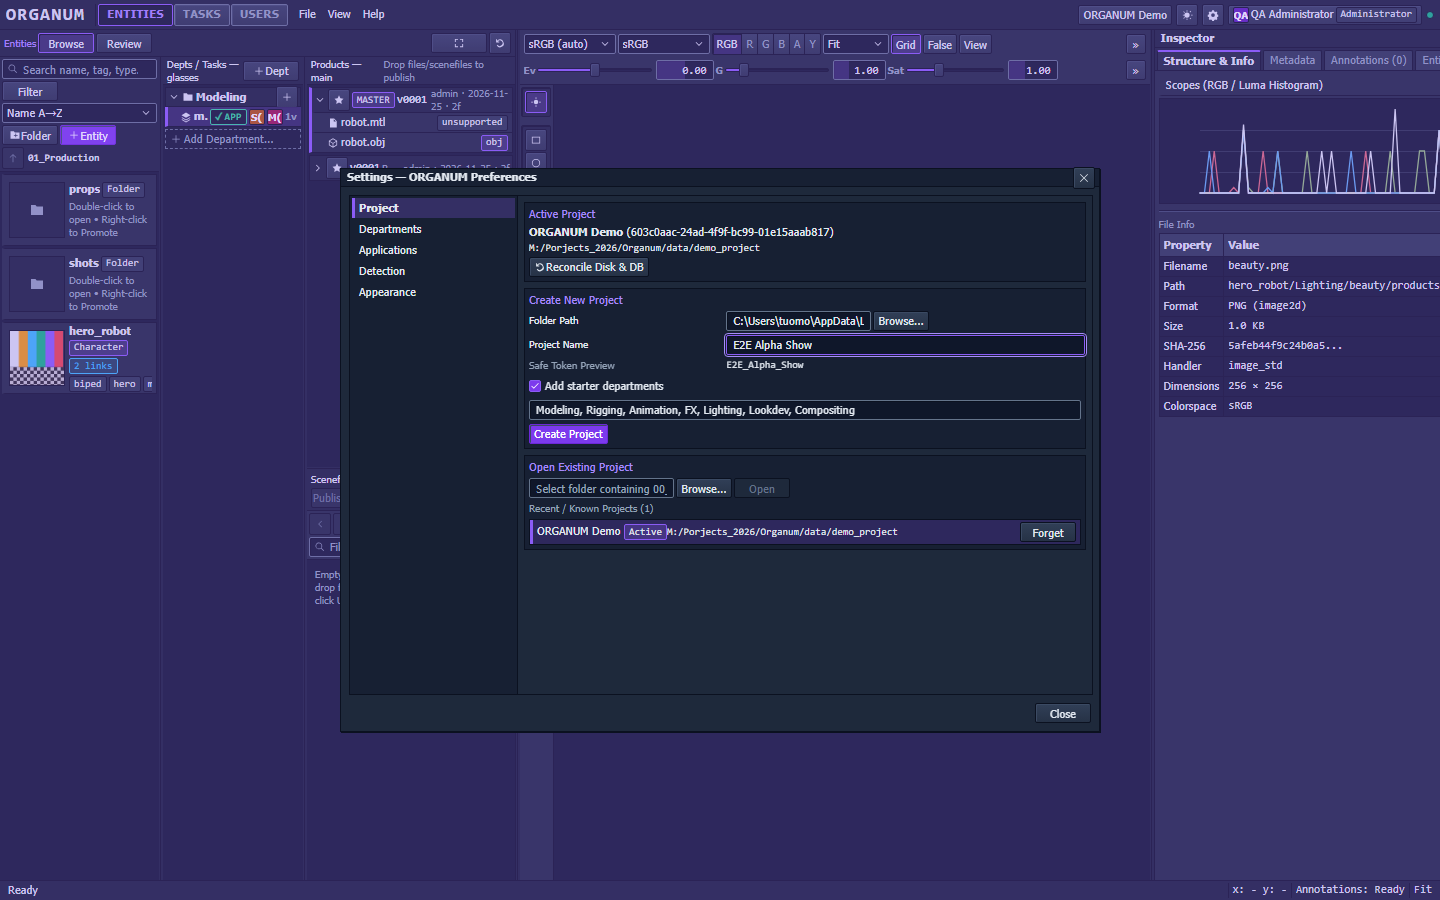 ORGANUM
ENTITIES
TASKS
USERS
File
View
Help
ORGANUM Demo
QA
QA Administrator
Administrator
Entities
Browse
Review
Search name, tag, type.
Filter
Name A→Z
Folder
+ Entity
01_Production
props
Folder
Double-click to
open • Right-click
to Promote
shots
Folder
Double-click to
open • Right-click
to Promote
hero_robot
Character
2 links
biped
hero
Depts / Tasks —
glasses
+ Dept
Modeling
+
m.
✓ APP
S(
M(
1v
+ Add Department...
Products —
main
Drop files/scenefiles to
publish
MASTER
v0001
admin · 2026-11-
25 · 2f
robot.mtl
unsupported
robot.obj
obj
Scenef
Publis
Fil
Empty
drop f
click U
sRGB (auto)
sRGB
RGB
R
G
B
A
Y
Fit
Grid
False
View
»
Ev
0.00
G
1.00
Sat
1.00
»
Settings — ORGANUM Preferences
Project
Departments
Applications
Detection
Appearance
Active Project
ORGANUM Demo (603c0aac-24ad-4f9f-bc99-01e15aaab817)
M:/Porjects_2026/Organum/data/demo_project
Reconcile Disk & DB
Create New Project
Folder Path
C:\Users\tuomo\AppData\L
Browse...
Project Name
E2E Alpha Show
Safe Token Preview
E2E_Alpha_Show
Add starter departments
Modeling, Rigging, Animation, FX, Lighting, Lookdev, Compositing
Create Project
Open Existing Project
Select folder containing 00_
Browse...
Open
Recent / Known Projects (1)
ORGANUM Demo
Active
M:/Porjects_2026/Organum/data/demo_project
Forget
Close
Inspector
Structure & Info
Metadata
Annotations (0)
Enti
Scopes (RGB / Luma Histogram)
File Info
Property
Value
Filename
beauty.png
Path
hero_robot/Lighting/beauty/products
Format
PNG (image2d)
Size
1.0 KB
SHA-256
5afeb44f9c24b0a5...
Handler
image_std
Dimensions
256 × 256
Colorspace
sRGB
Ready
x: - y: -
Annotations: Ready
Fit